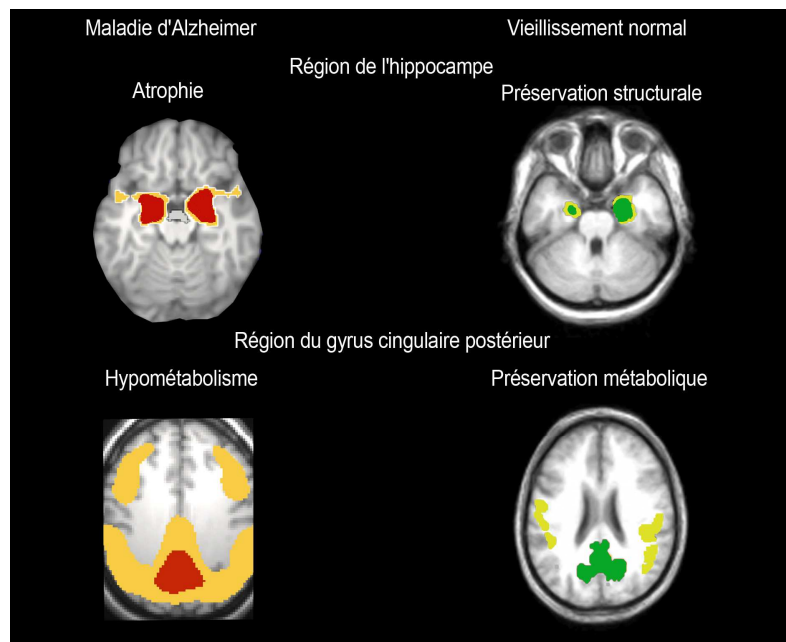 Maladie d'Alzheimer
Vieillissement normal
Région de l'hippocampe
Atrophie
Préservation structurale
Région du gyrus cingulaire postérieur
Hypométabolisme
Préservation métabolique